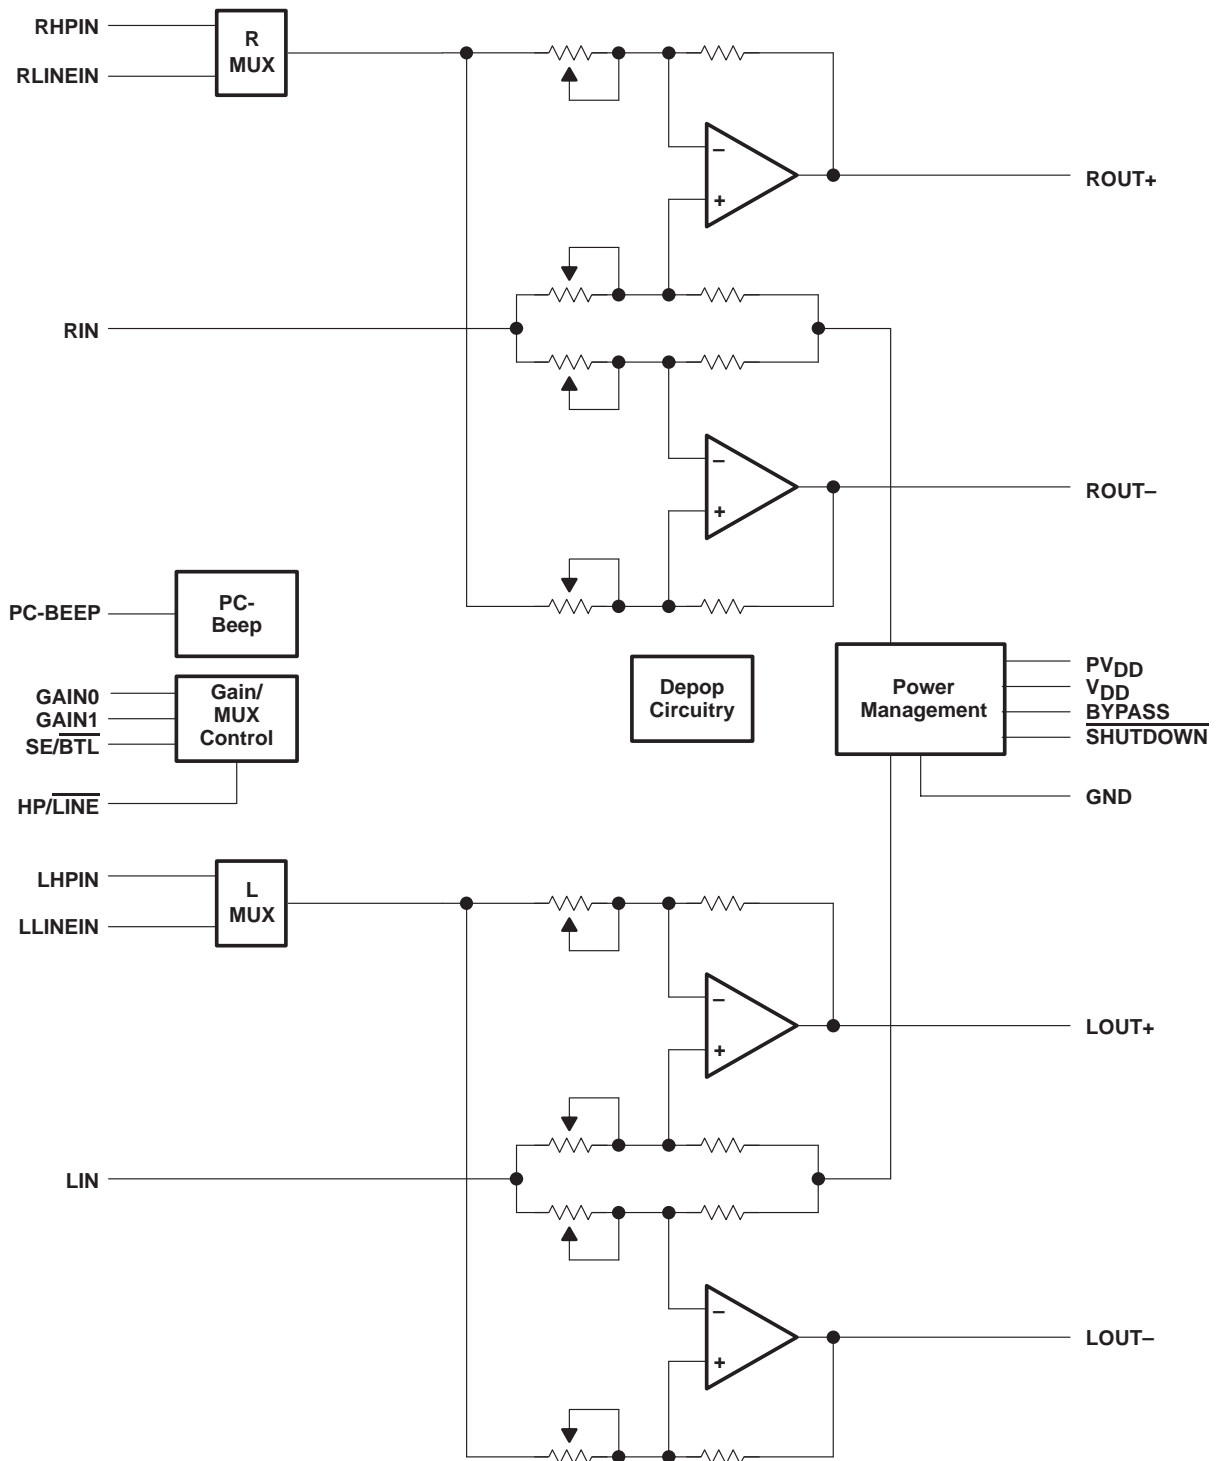 RHPIN
R
MUX
RLINEIN
−
+
ROUT+
RIN
−
+
ROUT–
PC-BEEP
PC-
Beep
GAIN0
GAIN1
SE/BTL
Gain/
MUX
Control
HP/LINE
Depop
Circuitry
Power
Management
PVDD
VDD
BYPASS
SHUTDOWN
GND
LHPIN
L
MUX
LLINEIN
−
+
LOUT+
LIN
−
+
LOUT–